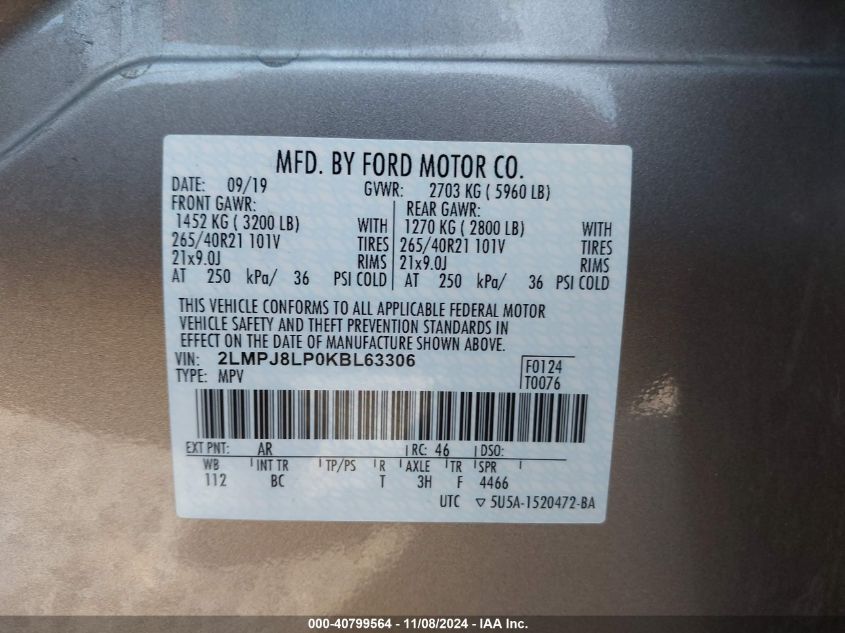 MFD. BY FORD MOTOR CO.
DATE: 09/19 GVWR: 2703 KG ( 5960 LB)
FRONT GAWR: REAR GAWR:
1452 KG ( 3200 LB) WITH 1270 KG ( 2800 LB) WITH
265/40R21 101V TIRES 265/40R21 101V TIRES
21x9.0J RIMS 21x9.0J RIMS
AT 250 kPa/ 36 PSI COLD AT 250 kPa/ 36 PSI COLD
THIS VEHICLE CONFORMS TO ALL APPLICABLE FEDERAL MOTOR
VEHICLE SAFETY AND THEFT PREVENTION STANDARDS IN
EFFECT ON THE DATE OF MANUFACTURE SHOWN ABOVE.
VIN: 2LMPJ8LP0KBL63306 F0124
TYPE: MPV T0076
EXT PNT: AR RC: 46 DSO:
WB INT TR TP/PS R AXLE TR SPR
112 BC T 3H F 4466
UTC ▽ 5U5A-1520472-BA
000-40799564 - 11/08/2024 - IAA Inc.